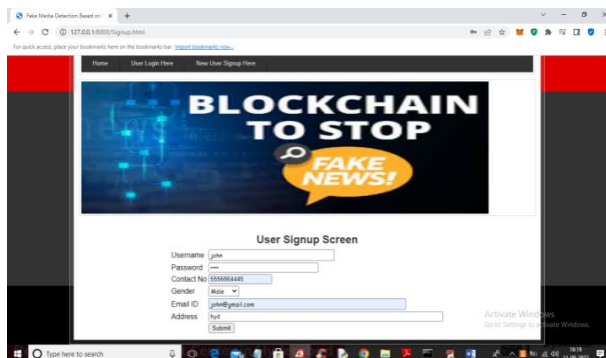 Fake Media Detection Based on
127.0.0.1:8000/Signup.html
For quick access, place your bookmarks here on the bookmarks bar. Import bookmarks now...
Home User Login Here New User Signup Here
BLOCKCHAIN
TO STOP
FAKE
NEWS!
User Signup Screen
Username john
Password ••••
Contact No 5556664445
Gender Male
Email ID john@gmail.com
Address hyd
Submit
Activate Windows
Go to Settings to activate Windows.
Type here to search
16:19